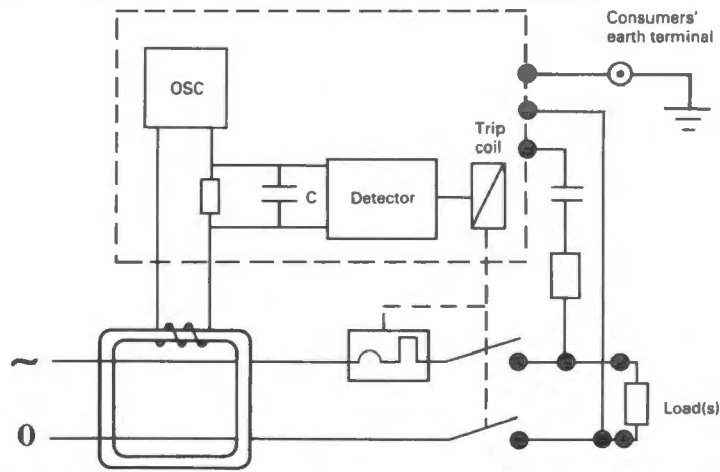 Consumers'
earth terminal
OSC
Trip
coil
C
Detector
~
0
Load(s)